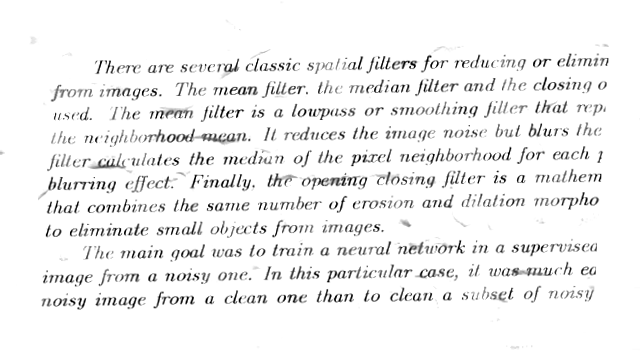 There are several classic spatial filters for reducing or elimin
from images. The mean filter, the median filter and the closing o
used. The mean filter is a lowpass or smoothing filter that rep
the neighborhood mean. It reduces the image noise but blurs the
filter calculates the median of the pixel neighborhood for each p
blurring effect. Finally, the opening closing filter is a mathem
that combines the same number of erosion and dilation morpho
to eliminate small objects from images.
The main goal was to train a neural network in a supervised
image from a noisy one. In this particular case, it was much ea
noisy image from a clean one than to clean a subset of noisy